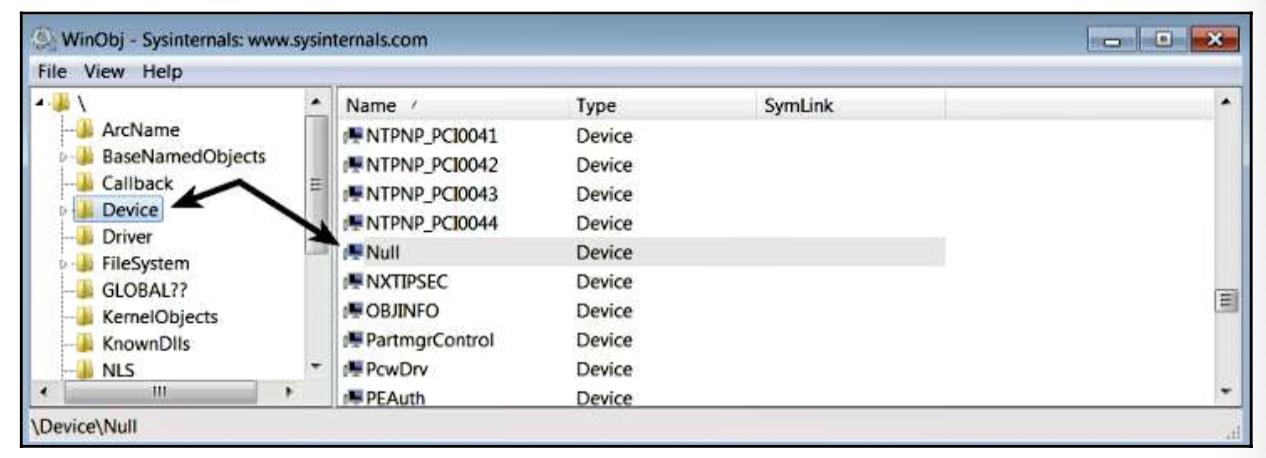 WinObj - Sysinternals: www.sysinternals.com
File View Help
\
ArcName
BaseNamedObjects
Callback
Device
Driver
FileSystem
GLOBAL??
KernelObjects
KnownDlls
NLS
Name / Type SymLink
NTPNP_PCI0041 Device
NTPNP_PCI0042 Device
NTPNP_PCI0043 Device
NTPNP_PCI0044 Device
Null Device
NXTIPSEC Device
OBJINFO Device
PartmgrControl Device
PcwDrv Device
PEAuth Device
\Device\Null